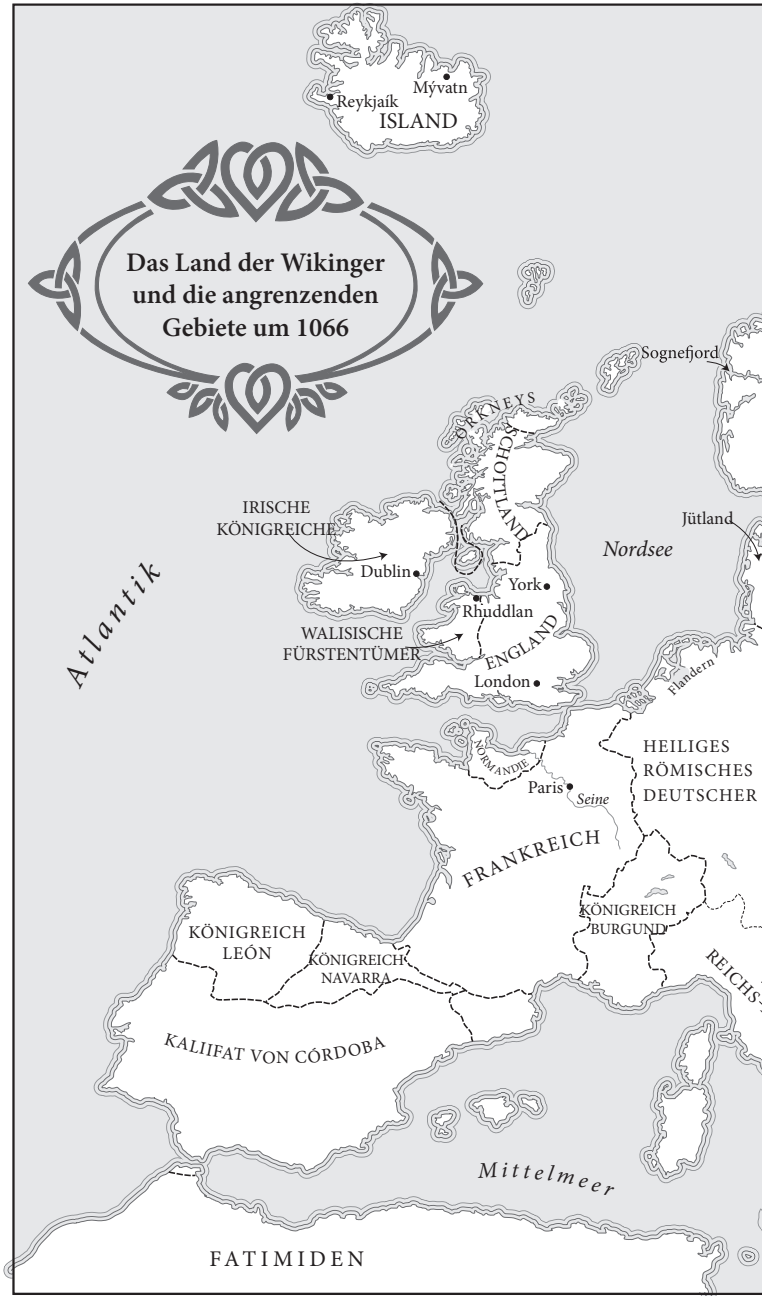 Mývatn
Reykjaík
ISLAND
Das Land der Wikinger
und die angrenzenden
Gebiete um 1066
Sognefjord
ORKNEYS
SCHOTTLAND
IRISCHE
KÖNIGREICHE
Jütland
Nordsee
Dublin
York
Atlantik
Rhuddlan
WALISISCHE
FÜRSTENTÜMER
ENGLAND
London
Flandern
NORMANDIE
HEILIGES
RÖMISCHES
DEUTSCHER
Paris
Seine
FRANKREICH
KÖNIGREICH
BURGUND
KÖNIGREICH
LEÓN
KÖNIGREICH
NAVARRA
REICHS-
KALIIFAT VON CÓRDOBA
Mittelmeer
FATIMIDEN